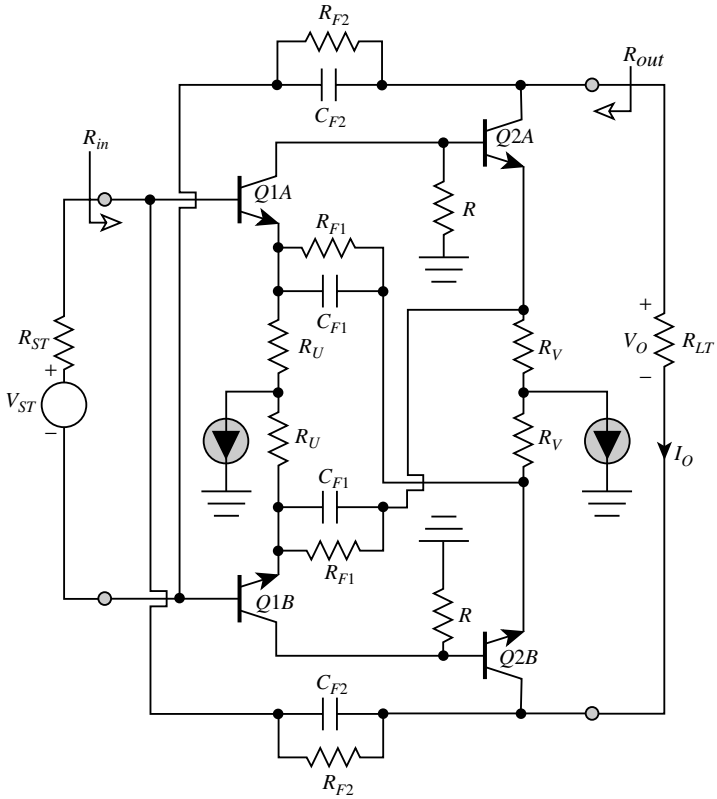 R_F2
C_F2
R_out
R_in
Q2A
Q1A
R
R_F1
C_F1
R_ST
R_U
R_V
+
V_O
R_LT
−
+
V_ST
−
R_U
R_V
I_O
C_F1
R_F1
Q1B
R
Q2B
C_F2
R_F2